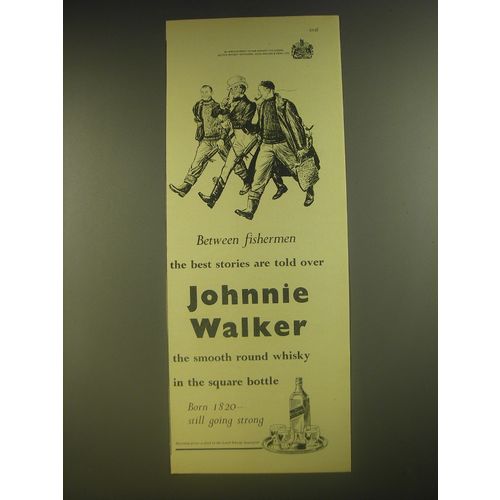 Between fishermen
the best stories are told over
Johnnie
Walker
the smooth round whisky
in the square bottle
Born 1820—
still going strong